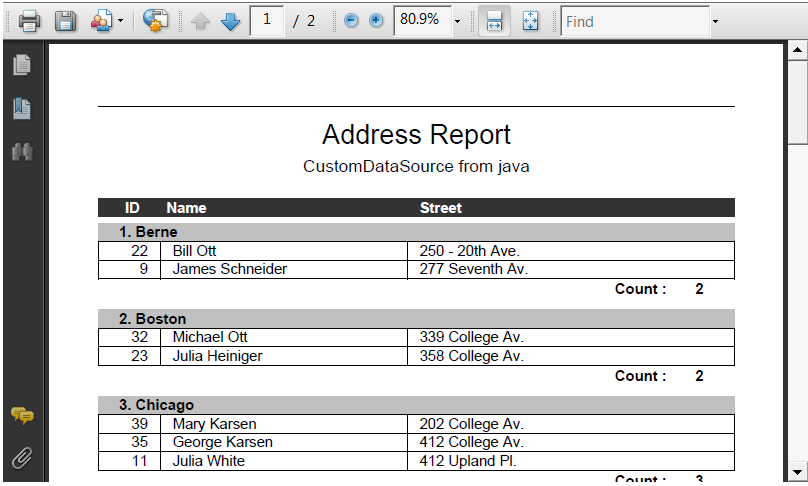 1 / 2 80.9% Find
Address Report
CustomDataSource from java
ID Name Street
1. Berne
22 Bill Ott 250 - 20th Ave.
9 James Schneider 277 Seventh Av.
Count : 2
2. Boston
32 Michael Ott 339 College Av.
23 Julia Heiniger 358 College Av.
Count : 2
3. Chicago
39 Mary Karsen 202 College Av.
35 George Karsen 412 College Av.
11 Julia White 412 Upland Pl.
Count : 3